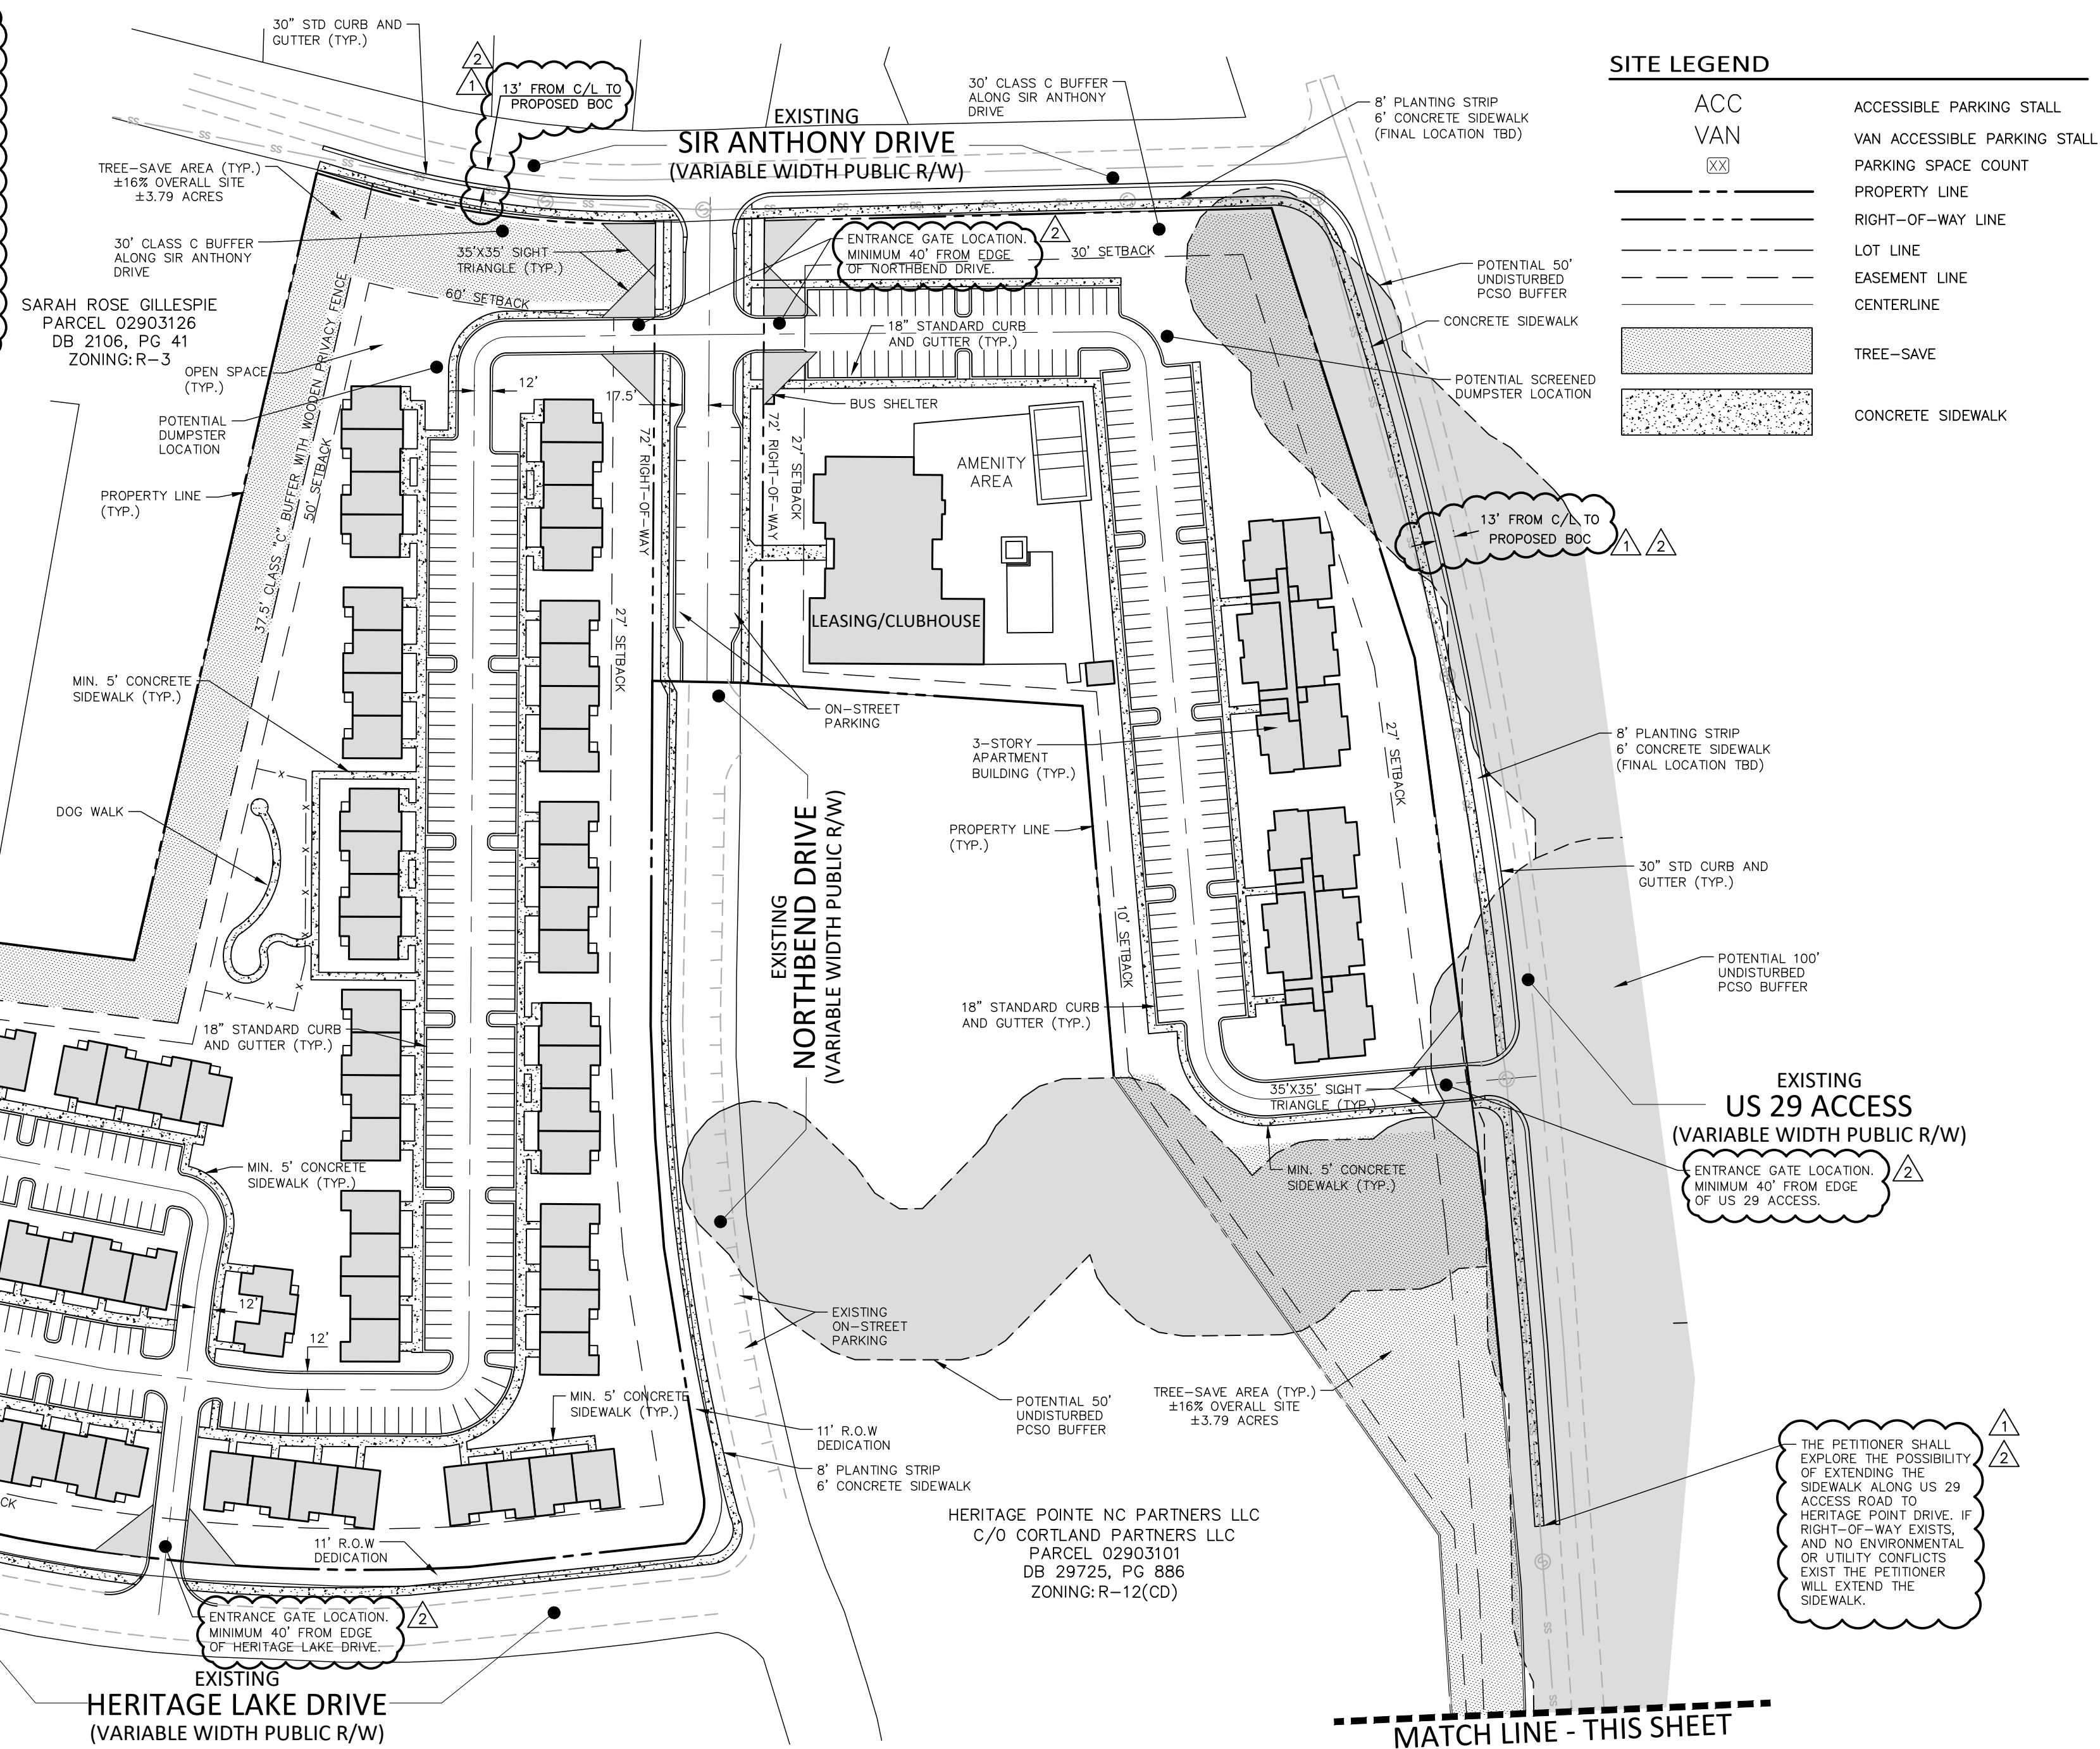 30" STD CURB AND
GUTTER (TYP.)
2
1
13' FROM C/L TO
PROPOSED BOC
EXISTING
SIR ANTHONY DRIVE
(VARIABLE WIDTH PUBLIC R/W)
30' CLASS C BUFFER
ALONG SIR ANTHONY
DRIVE
8' PLANTING STRIP
6' CONCRETE SIDEWALK
(FINAL LOCATION TBD)
SITE LEGEND
ACC
ACCESSIBLE PARKING STALL
VAN
VAN ACCESSIBLE PARKING STALL
XX
PARKING SPACE COUNT
PROPERTY LINE
RIGHT-OF-WAY LINE
LOT LINE
EASEMENT LINE
CENTERLINE
TREE-SAVE
CONCRETE SIDEWALK
TREE-SAVE AREA (TYP.)
±16% OVERALL SITE
±3.79 ACRES
30' CLASS C BUFFER
ALONG SIR ANTHONY
DRIVE
SARAH ROSE GILLESPIE
PARCEL 02903126
DB 2106, PG 41
ZONING: R-3
35'X35' SIGHT
TRIANGLE (TYP.)
60' SETBACK
ENTRANCE GATE LOCATION.
MINIMUM 40' FROM EDGE
OF NORTHBEND DRIVE.
2
30' SETBACK
POTENTIAL 50'
UNDISTURBED
PCSO BUFFER
CONCRETE SIDEWALK
18" STANDARD CURB
AND GUTTER (TYP.)
OPEN SPACE
(TYP.)
POTENTIAL
DUMPSTER
LOCATION
12'
17.5'
BUS SHELTER
POTENTIAL SCREENED
DUMPSTER LOCATION
PROPERTY LINE
(TYP.)
37.5' CLASS "C" BUFFER WITH WOODEN PRIVACY FENCE
50' SETBACK
72' RIGHT-OF-WAY
72' RIGHT-OF-WAY
27' SETBACK
AMENITY
AREA
13' FROM C/L TO
PROPOSED BOC
1
2
LEASING/CLUBHOUSE
27' SETBACK
MIN. 5' CONCRETE
SIDEWALK (TYP.)
ON-STREET
PARKING
3-STORY
APARTMENT
BUILDING (TYP.)
27' SETBACK
8' PLANTING STRIP
6' CONCRETE SIDEWALK
(FINAL LOCATION TBD)
DOG WALK
EXISTING
NORTHBEND DRIVE
(VARIABLE WIDTH PUBLIC R/W)
PROPERTY LINE
(TYP.)
10' SETBACK
30" STD CURB AND
GUTTER (TYP.)
POTENTIAL 100'
UNDISTURBED
PCSO BUFFER
18" STANDARD CURB
AND GUTTER (TYP.)
18" STANDARD CURB
AND GUTTER (TYP.)
35'X35' SIGHT
TRIANGLE (TYP.)
EXISTING
US 29 ACCESS
(VARIABLE WIDTH PUBLIC R/W)
ENTRANCE GATE LOCATION.
MINIMUM 40' FROM EDGE
OF US 29 ACCESS.
2
MIN. 5' CONCRETE
SIDEWALK (TYP.)
MIN. 5' CONCRETE
SIDEWALK (TYP.)
12'
12'
EXISTING
ON-STREET
PARKING
MIN. 5' CONCRETE
SIDEWALK (TYP.)
POTENTIAL 50'
UNDISTURBED
PCSO BUFFER
TREE-SAVE AREA (TYP.)
±16% OVERALL SITE
±3.79 ACRES
11' R.O.W
DEDICATION
8' PLANTING STRIP
6' CONCRETE SIDEWALK
1
2
THE PETITIONER SHALL
EXPLORE THE POSSIBILITY
OF EXTENDING THE
SIDEWALK ALONG US 29
ACCESS ROAD TO
HERITAGE POINT DRIVE. IF
RIGHT-OF-WAY EXISTS,
AND NO ENVIRONMENTAL
OR UTILITY CONFLICTS
EXIST THE PETITIONER
WILL EXTEND THE
SIDEWALK.
CK
11' R.O.W
DEDICATION
HERITAGE POINTE NC PARTNERS LLC
C/O CORTLAND PARTNERS LLC
PARCEL 02903101
DB 29725, PG 886
ZONING: R-12(CD)
ENTRANCE GATE LOCATION.
MINIMUM 40' FROM EDGE
OF HERITAGE LAKE DRIVE.
2
EXISTING
HERITAGE LAKE DRIVE
(VARIABLE WIDTH PUBLIC R/W)
MATCH LINE - THIS SHEET